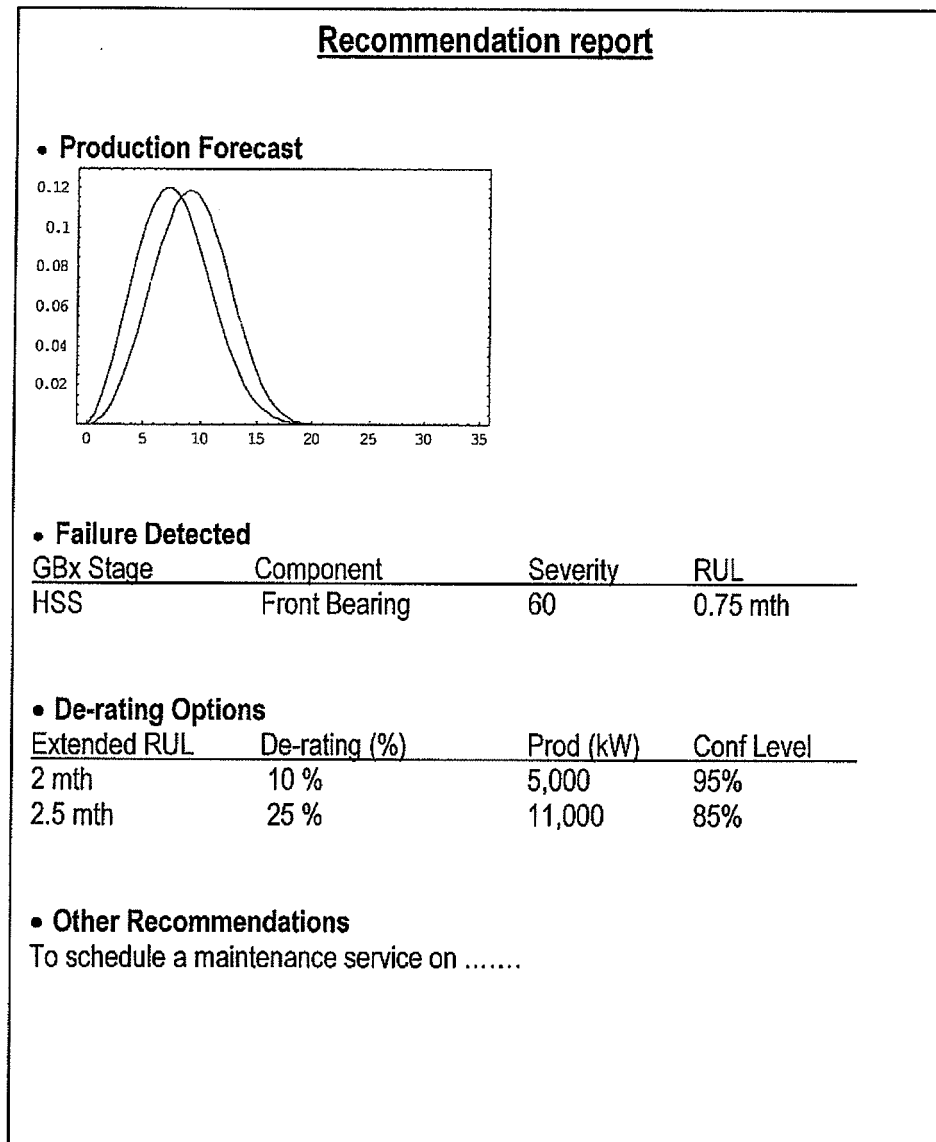 Recommendation report
• Production Forecast
0.12
0.1
0.08
0.06
0.04
0.02
0 5 10 15 20 25 30 35
• Failure Detected
GBx Stage Component Severity RUL
HSS Front Bearing 60 0.75 mth
• De-rating Options
Extended RUL De-rating (%) Prod (kW) Conf Level
2 mth 10 % 5,000 95%
2.5 mth 25 % 11,000 85%
• Other Recommendations
To schedule a maintenance service on .......